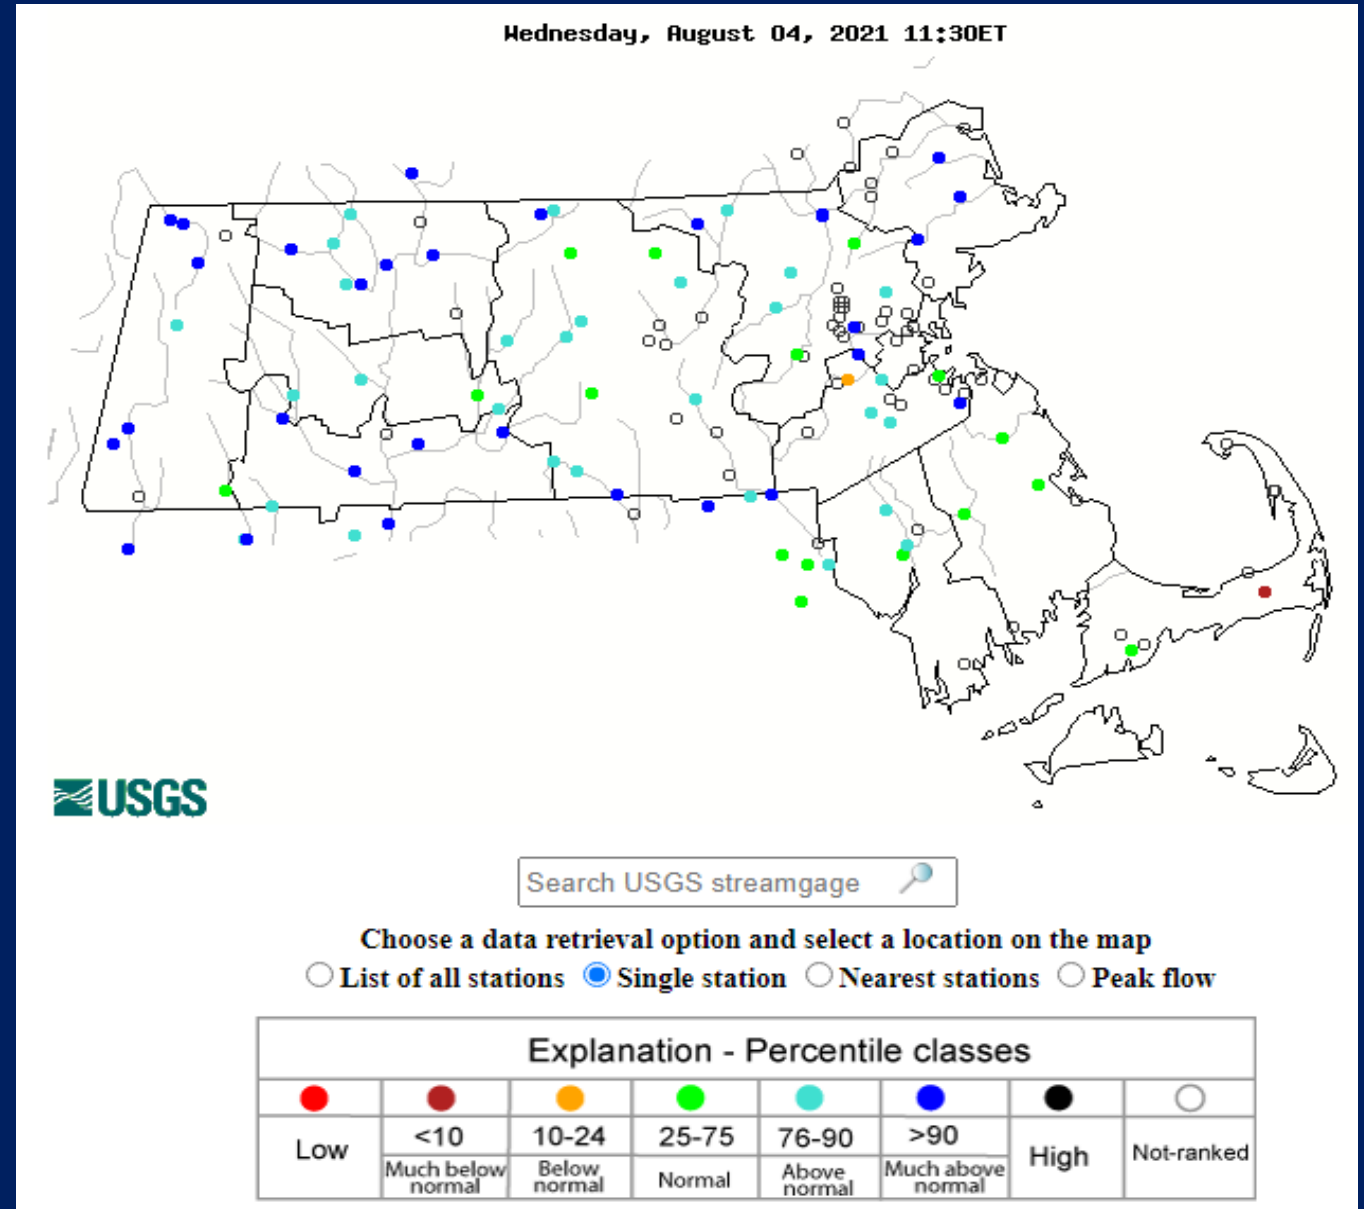 Wednesday, August 04, 2021 11:30ET
USGS
Search USGS streamgage
Choose a data retrieval option and select a location on the map
List of all stations Single station Nearest stations Peak flow
Explanation - Percentile classes
Low <10 10-24 25-75 76-90 >90 High Not-ranked
Much below normal Below normal Normal Above normal Much above normal